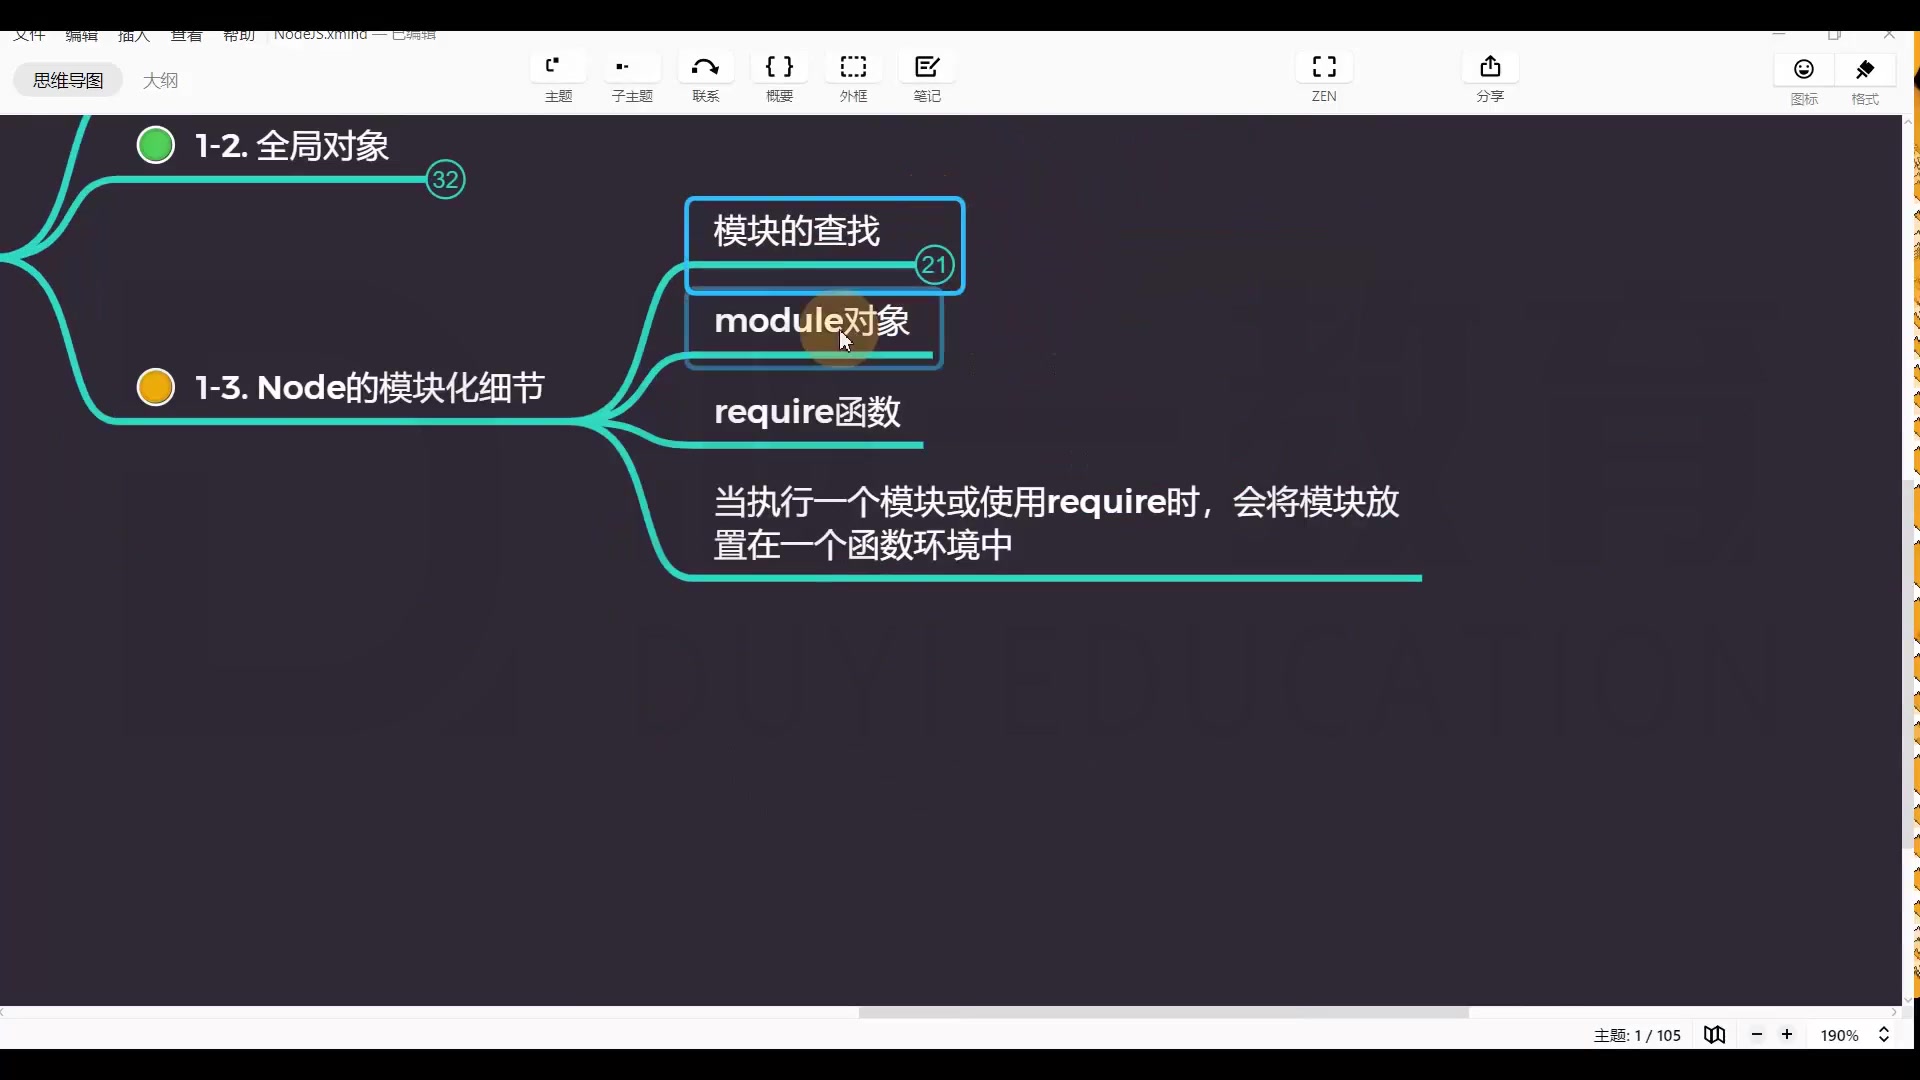 文件 编辑 插入 查看 帮助 NodeJS.xmind — 已编辑
思维导图 大纲
主题 子主题 联系 概要 外框 笔记 ZEN 分享 图标 格式
1-2. 全局对象
32
模块的查找
21
module对象
1-3. Node的模块化细节
require函数
当执行一个模块或使用require时，会将模块放
置在一个函数环境中
DUYI EDUCATION
主题: 1 / 105 190%